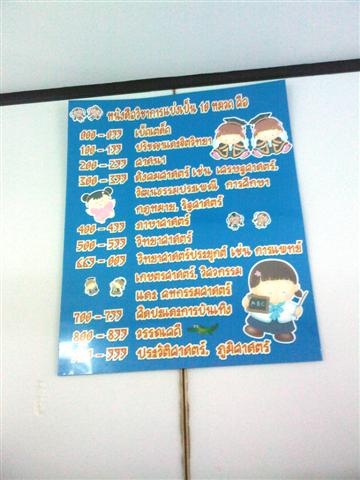 หนังสือวิชาการแบ่งเป็น 10 หมวด คือ
000 - 099 เบ็ดเตล็ด
100 - 199 ปรัชญาและจิตวิทยา
200 - 299 ศาสนา
300 - 399 สังคมศาสตร์ เช่น เศรษฐศาสตร์,
วัฒนธรรมประเพณี การศึกษา
กฎหมาย, รัฐศาสตร์
400 - 499 ภาษาศาสตร์
500 - 599 วิทยาศาสตร์
วิทยาศาสตร์ประยุกต์ เช่น การแพทย์
เกษตรศาสตร์, วิศวกรรม
และ คหกรรมศาสตร์
700 - 799 ศิลปะและการบันเทิง
800 - 899 วรรณคดี
- 999 ประวัติศาสตร์, ภูมิศาสตร์
ABC